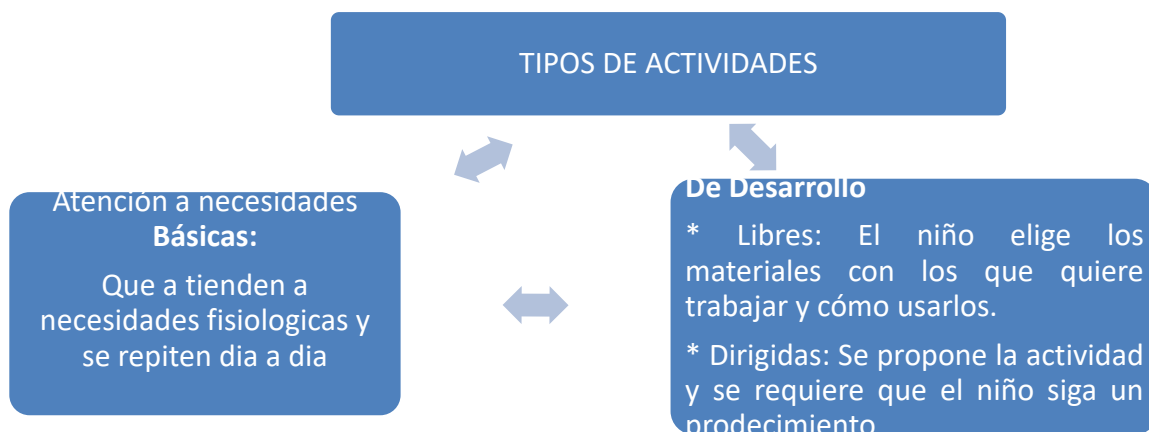 TIPOS DE ACTIVIDADES
Atención a necesidades
Básicas:
Que a tienden a
necesidades fisiologicas y
se repiten dia a dia
De Desarrollo
* Libres: El niño elige los
materiales con los que quiere
trabajar y cómo usarlos.
* Dirigidas: Se propone la actividad
y se requiere que el niño siga un
prodecimiento